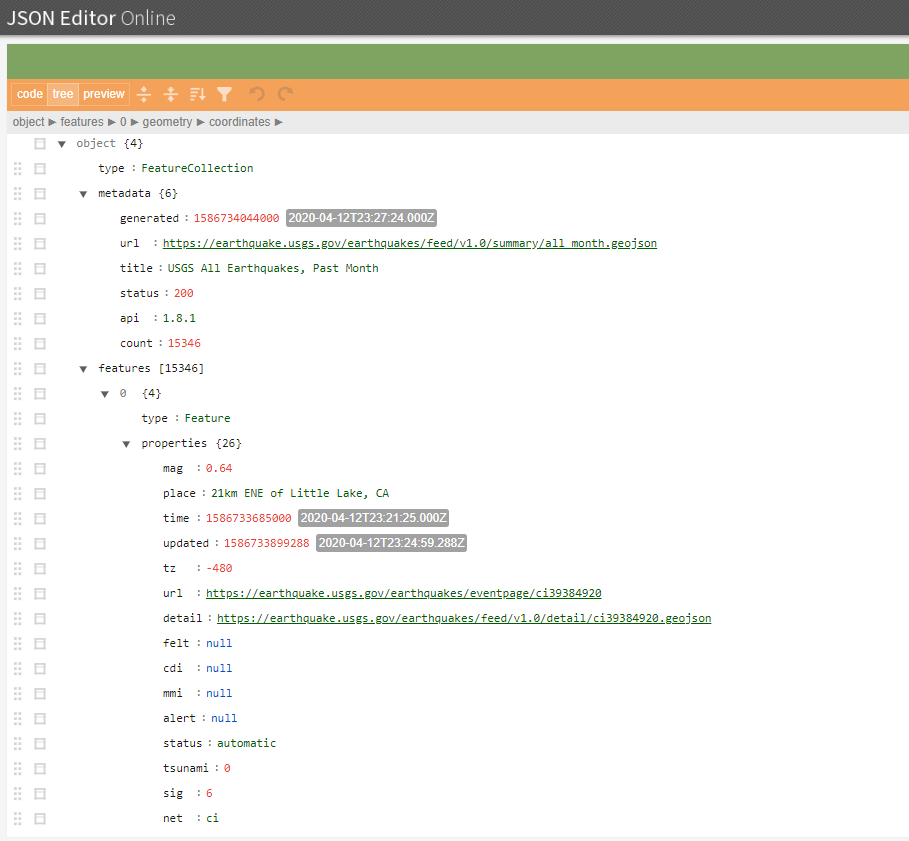 JSON Editor Online
code tree preview
object ▶ features ▶ 0 ▶ geometry ▶ coordinates ▶
▼ object {4}
type : FeatureCollection
▼ metadata {6}
generated : 1586734044000 2020-04-12T23:27:24.000Z
url : https://earthquake.usgs.gov/earthquakes/feed/v1.0/summary/all_month.geojson
title : USGS All Earthquakes, Past Month
status : 200
api : 1.8.1
count : 15346
▼ features [15346]
▼ 0 {4}
type : Feature
▼ properties {26}
mag : 0.64
place : 21km ENE of Little Lake, CA
time : 1586733685000 2020-04-12T23:21:25.000Z
updated : 1586733899288 2020-04-12T23:24:59.288Z
tz : -480
url : https://earthquake.usgs.gov/earthquakes/eventpage/ci39384920
detail : https://earthquake.usgs.gov/earthquakes/feed/v1.0/detail/ci39384920.geojson
felt : null
cdi : null
mmi : null
alert : null
status : automatic
tsunami : 0
sig : 6
net : ci